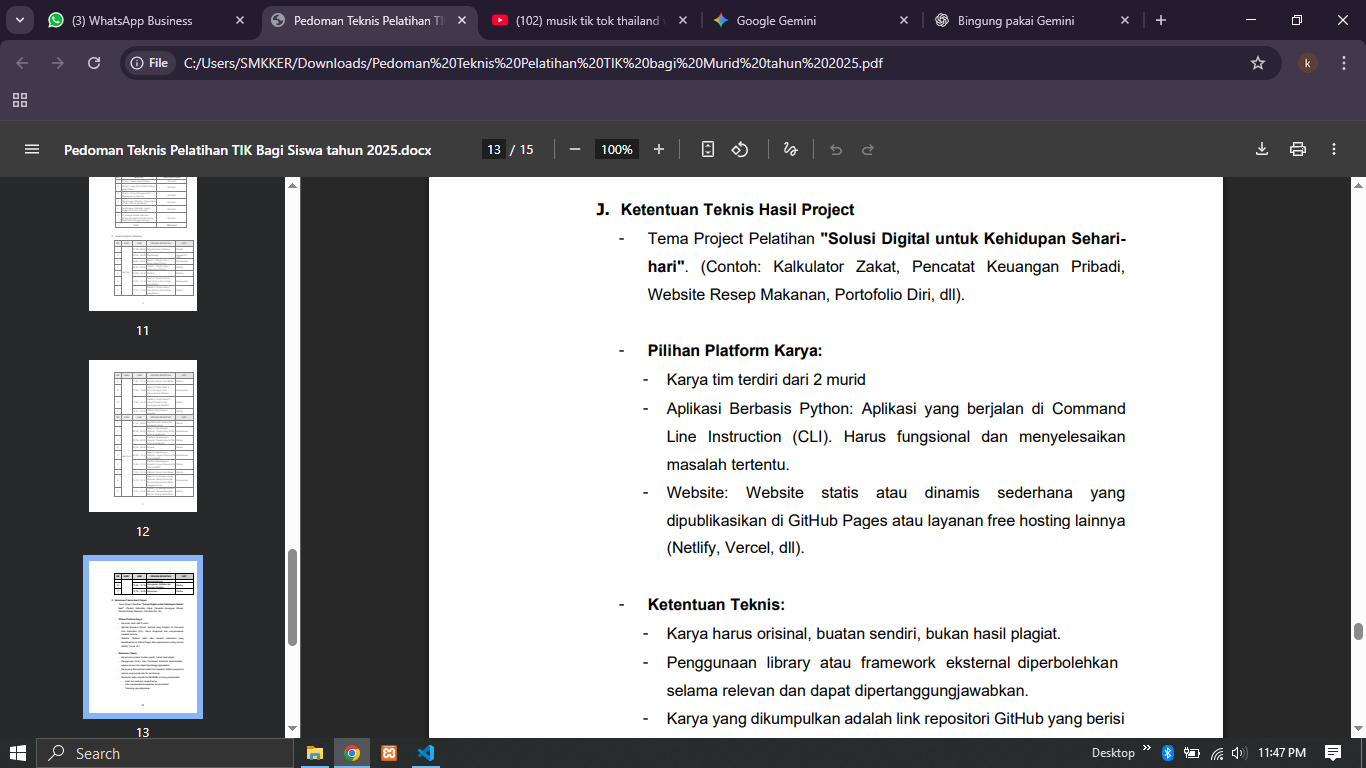 (3) WhatsApp Business
Pedoman Teknis Pelatihan TI
(102) musik tik tok thailand
Google Gemini
Bingung pakai Gemini
File
C:/Users/SMKKER/Downloads/Pedoman%20Teknis%20Pelatihan%20TIK%20bagi%20Murid%20tahun%202025.pdf
k
Pedoman Teknis Pelatihan TIK Bagi Siswa tahun 2025.docx
13 / 15
100%
11
12
13
J. Ketentuan Teknis Hasil Project
- Tema Project Pelatihan "Solusi Digital untuk Kehidupan Sehari-
hari". (Contoh: Kalkulator Zakat, Pencatat Keuangan Pribadi,
Website Resep Makanan, Portofolio Diri, dll).
- Pilihan Platform Karya:
- Karya tim terdiri dari 2 murid
- Aplikasi Berbasis Python: Aplikasi yang berjalan di Command
Line Instruction (CLI). Harus fungsional dan menyelesaikan
masalah tertentu.
- Website: Website statis atau dinamis sederhana yang
dipublikasikan di GitHub Pages atau layanan free hosting lainnya
(Netlify, Vercel, dll).
- Ketentuan Teknis:
- Karya harus orisinal, buatan sendiri, bukan hasil plagiat.
- Penggunaan library atau framework eksternal diperbolehkan
selama relevan dan dapat dipertanggungjawabkan.
- Karya yang dikumpulkan adalah link repositori GitHub yang berisi
Search
Desktop
11:47 PM